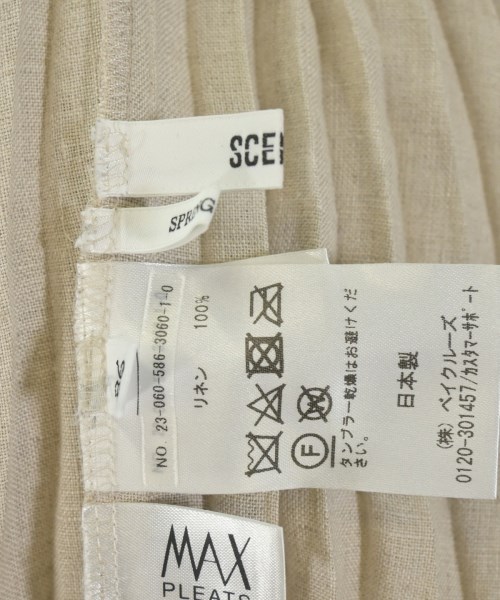 SCE
SPRING
36
NO 23-060-586-3060-1-0
リネン 100%
F
W
タンブラー乾燥はお避けくだ
さい。
日本製
(株) ベイクルーズ
0120-301457/カスタマーサポート
MAX
PLEATS